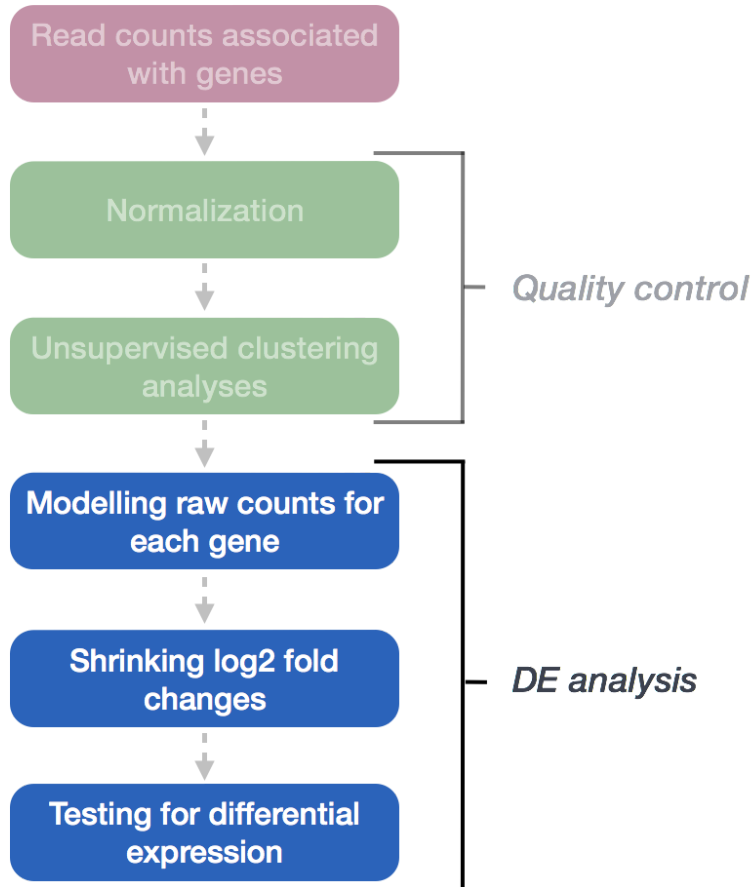 Read counts associated
with genes
Normalization
Unsupervised clustering
analyses
Quality control
Modelling raw counts for
each gene
Shrinking log2 fold
changes
DE analysis
Testing for differential
expression